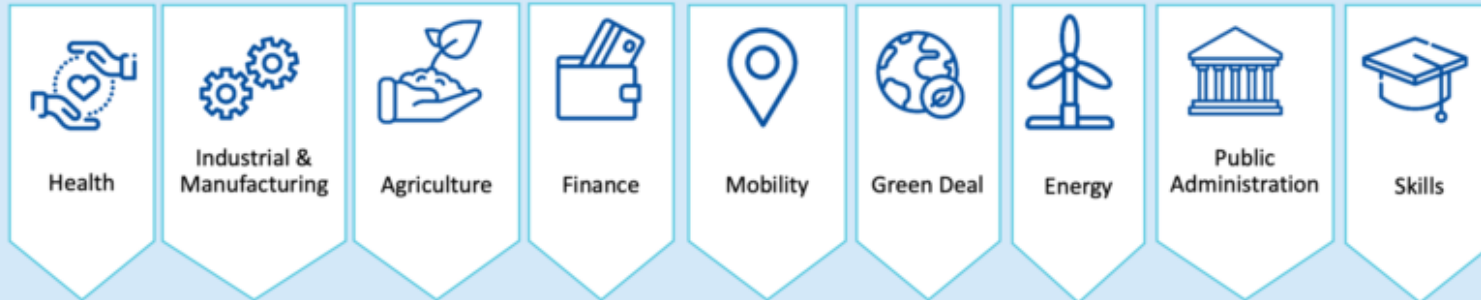 Health
Industrial &
Manufacturing
Agriculture
Finance
Mobility
Green Deal
Energy
Public
Administration
Skills